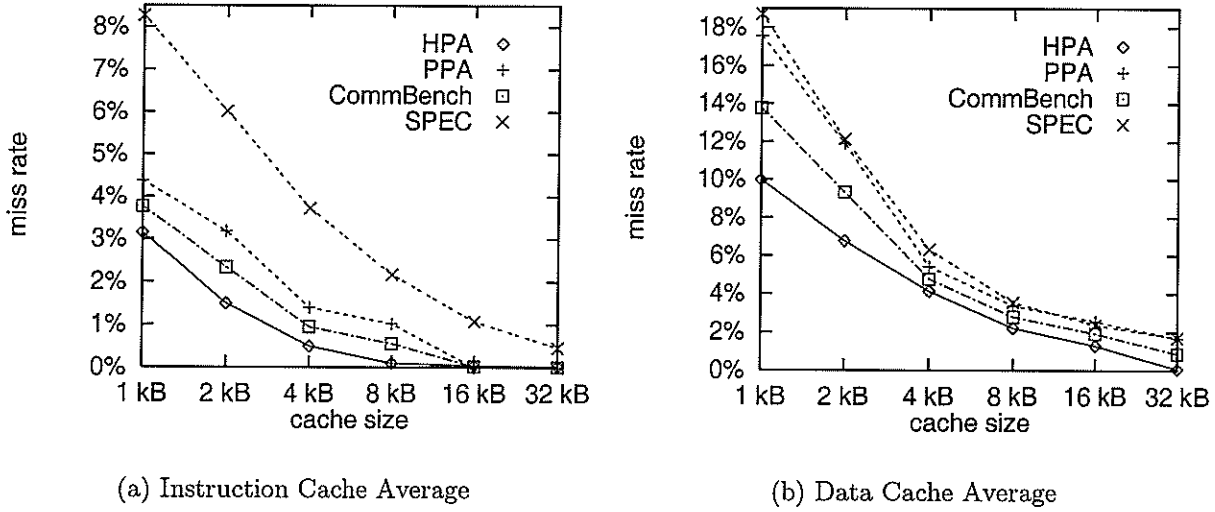 8%
7%
6%
5%
4%
3%
2%
1%
0%
miss rate
HPA
PPA
CommBench
SPEC
1 kB 2 kB 4 kB 8 kB 16 kB 32 kB
cache size
(a) Instruction Cache Average
18%
16%
14%
12%
10%
8%
6%
4%
2%
0%
miss rate
HPA
PPA
CommBench
SPEC
1 kB 2 kB 4 kB 8 kB 16 kB 32 kB
cache size
(b) Data Cache Average